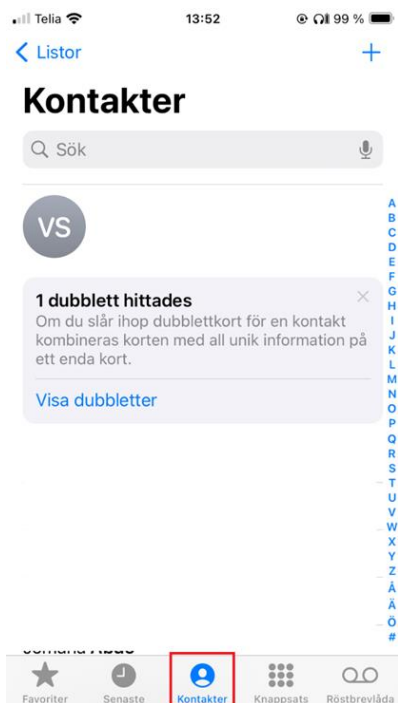 Telia 13:52 99 %
Listor +
Kontakter
Sök
VS
1 dubblett hittades
Om du slår ihop dubblettkort för en kontakt
kombineras korten med all unik information på
ett enda kort.
Visa dubbletter
A
B
C
D
E
F
G
H
I
J
K
L
M
N
O
P
Q
R
S
T
U
V
W
X
Y
Z
Å
Ä
Ö
#
Favoriter Senaste Kontakter Knappsats Röstbrevlåda